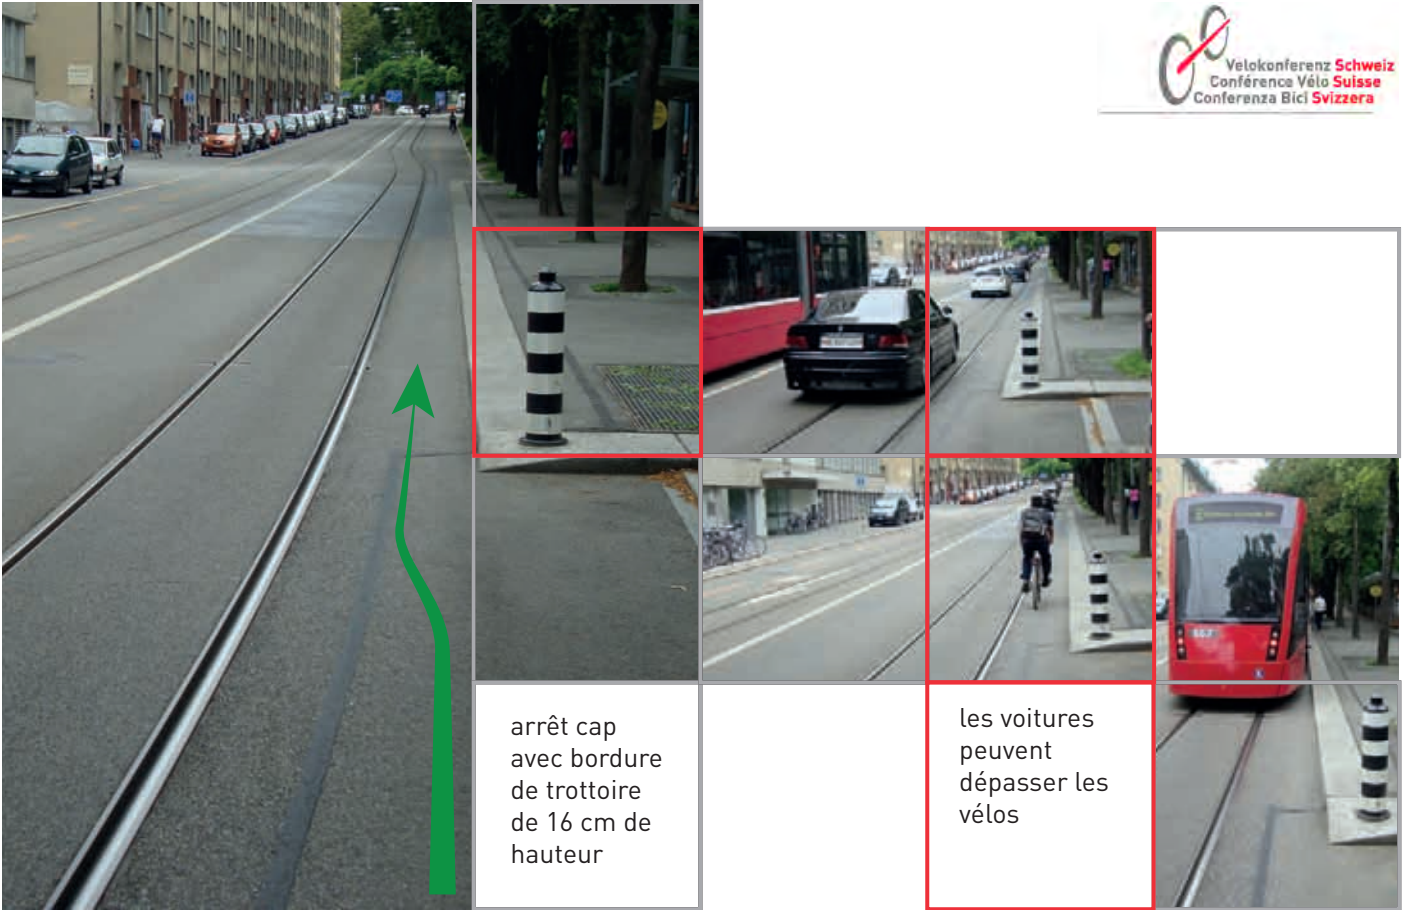 Velokonferenz Schweiz
Conférence Vélo Suisse
Conferenza Bici Svizzera
arrêt cap
avec bordure
de trottoire
de 16 cm de
hauteur
les voitures
peuvent
dépasser les
vélos